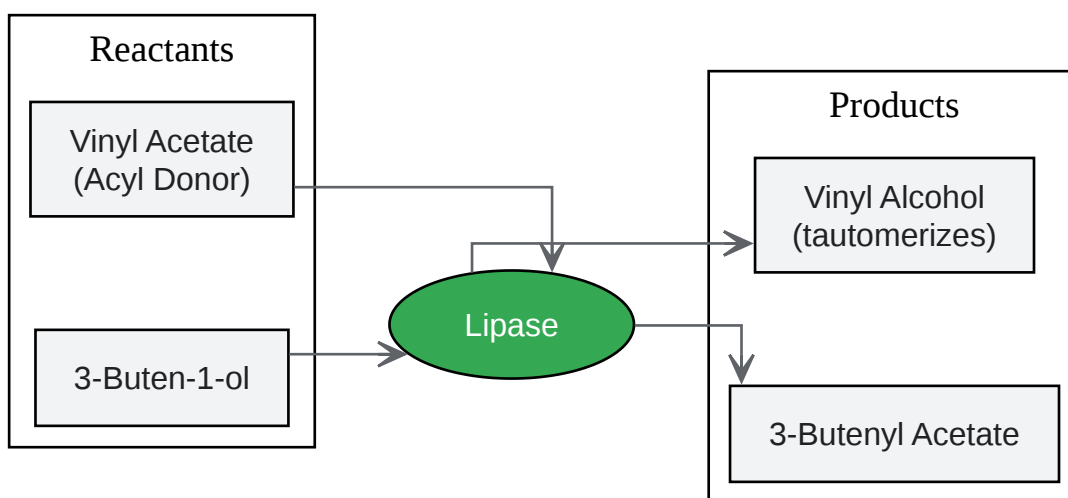 Reactants
Vinyl Acetate
(Acyl Donor)
3-Buten-1-ol
Lipase
Products
Vinyl Alcohol
(tautomerizes)
3-Butenyl Acetate